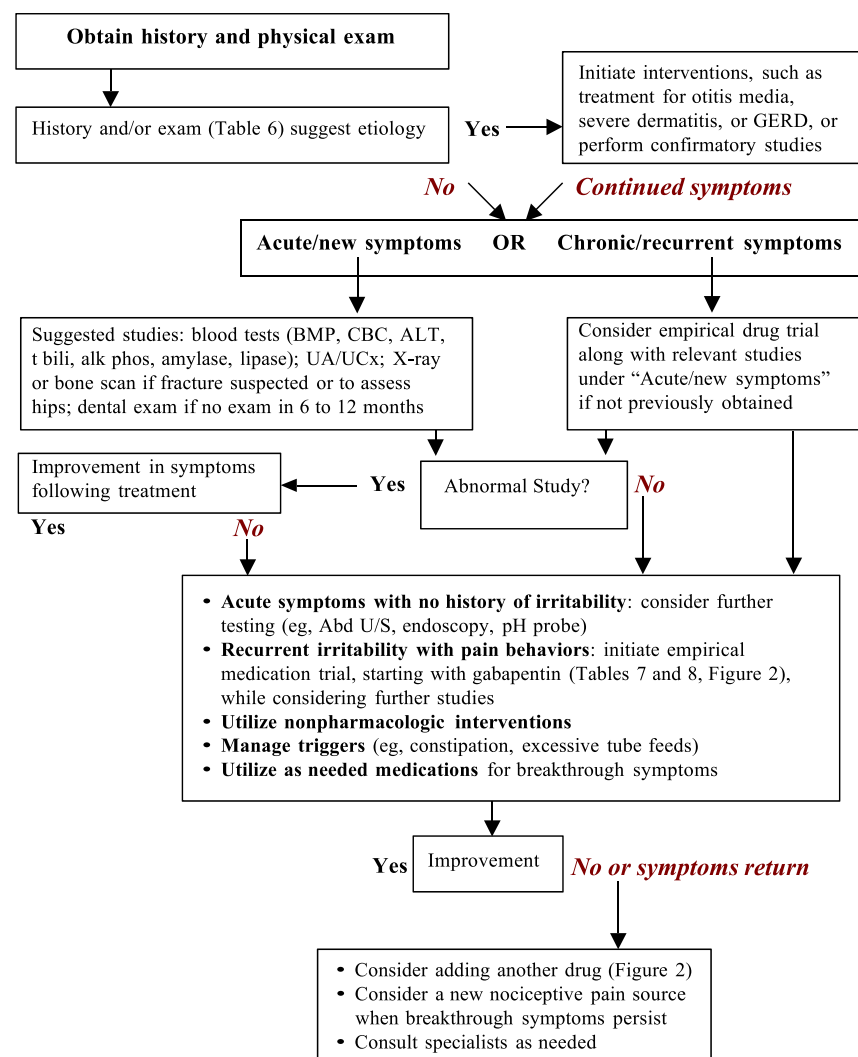 Obtain history and physical exam
History and/or exam (Table 6) suggest etiology
Yes
Initiate interventions, such as
treatment for otitis media,
severe dermatitis, or GERD, or
perform confirmatory studies
No
Continued symptoms
Acute/new symptoms OR Chronic/recurrent symptoms
Suggested studies: blood tests (BMP, CBC, ALT,
t bili, alk phos, amylase, lipase); UA/UCx; X-ray
or bone scan if fracture suspected or to assess
hips; dental exam if no exam in 6 to 12 months
Consider empirical drug trial
along with relevant studies
under “Acute/new symptoms”
if not previously obtained
Improvement in symptoms
following treatment
Yes
Abnormal Study?
No
Yes
No
• Acute symptoms with no history of irritability: consider further
testing (eg, Abd U/S, endoscopy, pH probe)
• Recurrent irritability with pain behaviors: initiate empirical
medication trial, starting with gabapentin (Tables 7 and 8, Figure 2),
while considering further studies
• Utilize nonpharmacologic interventions
• Manage triggers (eg, constipation, excessive tube feeds)
• Utilize as needed medications for breakthrough symptoms
Yes
Improvement
No or symptoms return
• Consider adding another drug (Figure 2)
• Consider a new nociceptive pain source
when breakthrough symptoms persist
• Consult specialists as needed